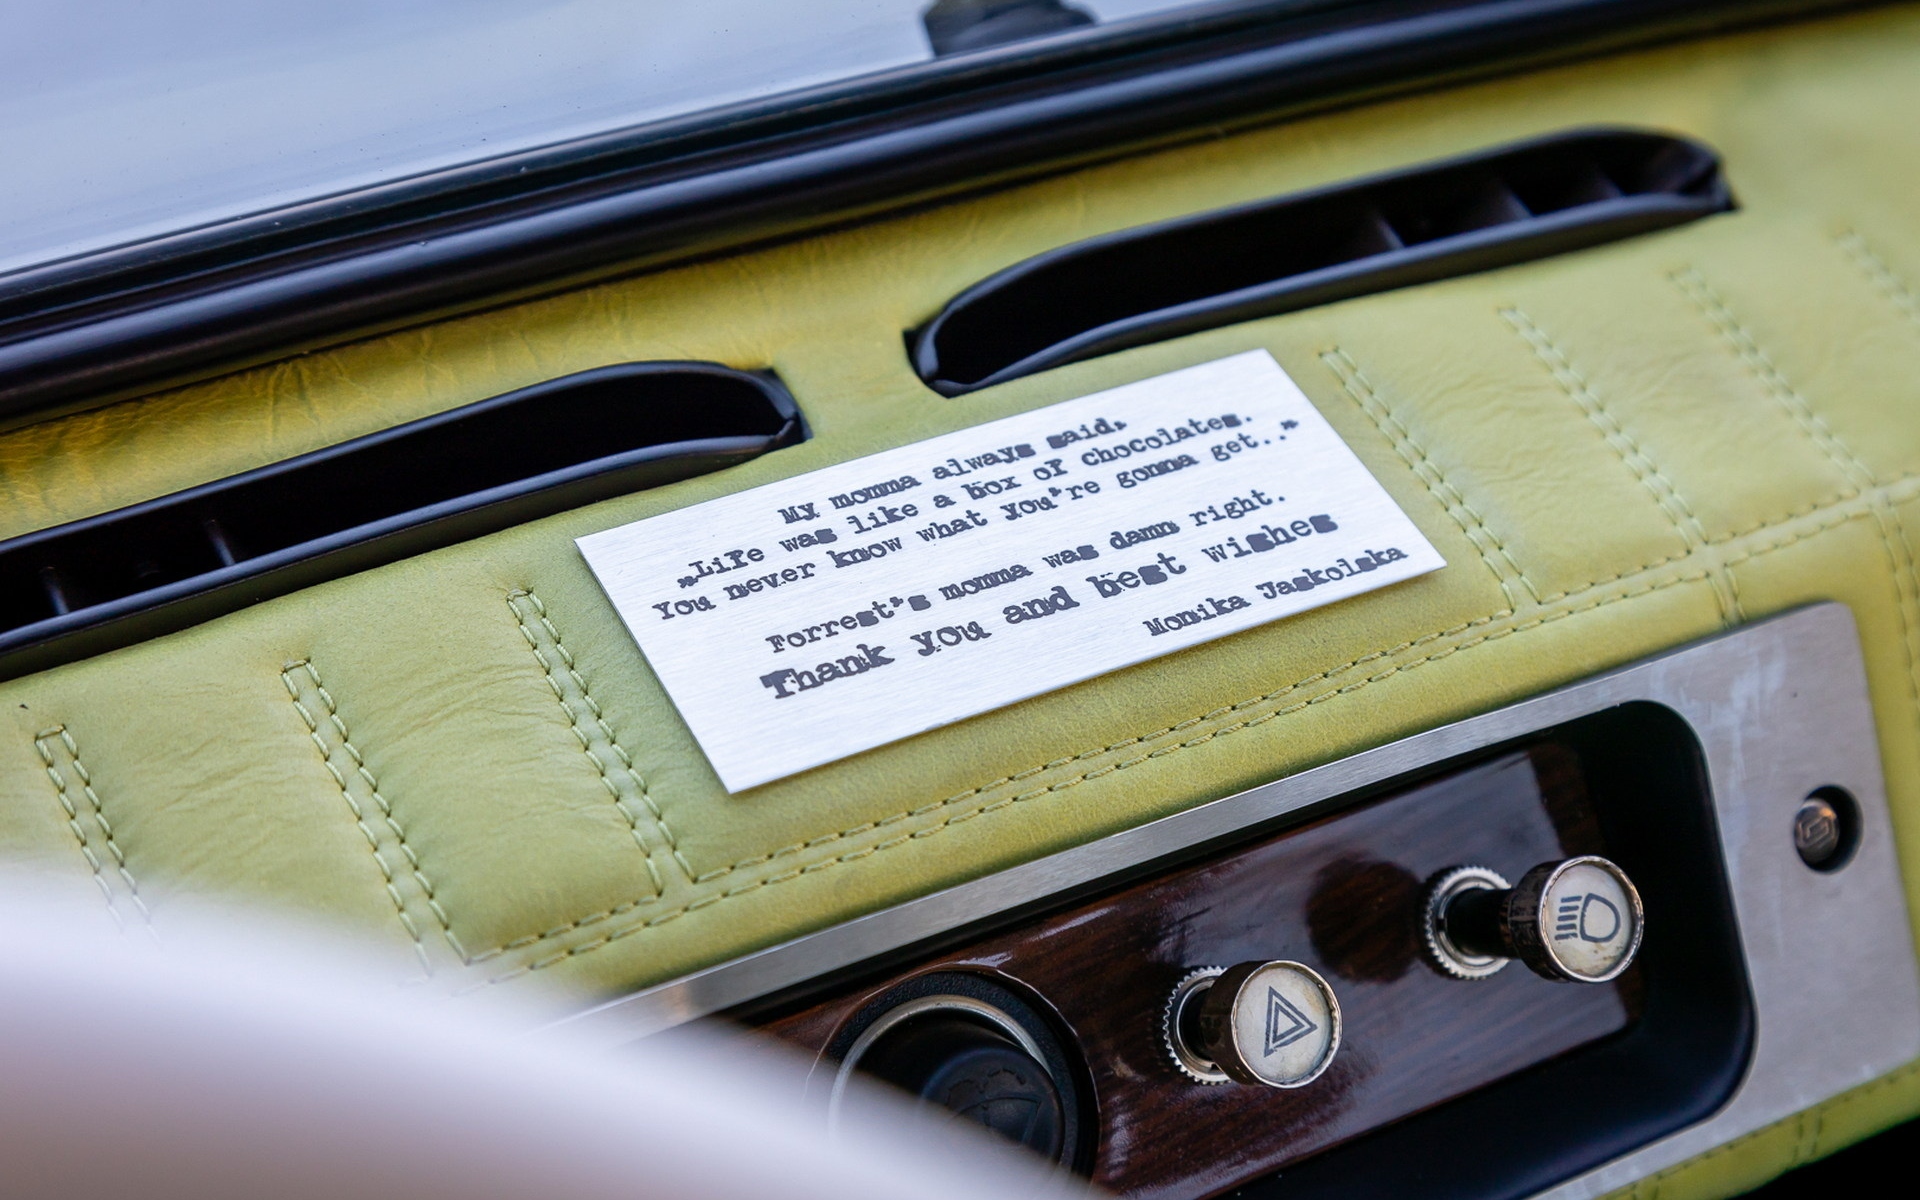 My momma always said,
„Life was like a box of chocolates.
You never know what you're gonna get..”
Forrest's momma was damn right.
Thank you and best wishes
Monika Jaskolska